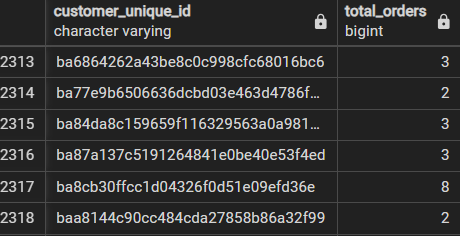 customer_unique_id total_orders
character varying bigint
2313 ba6864262a43be8c0c998cfc68016bc6 3
2314 ba77e9b6506636dcbd03e463d4786f... 2
2315 ba84da8c159659f116329563a0a981... 3
2316 ba87a137c5191264841e0be40e53f4ed 3
2317 ba8cb30ffcc1d04326f0d51e09efd36e 8
2318 baa8144c90cc484cda27858b86a32f99 2